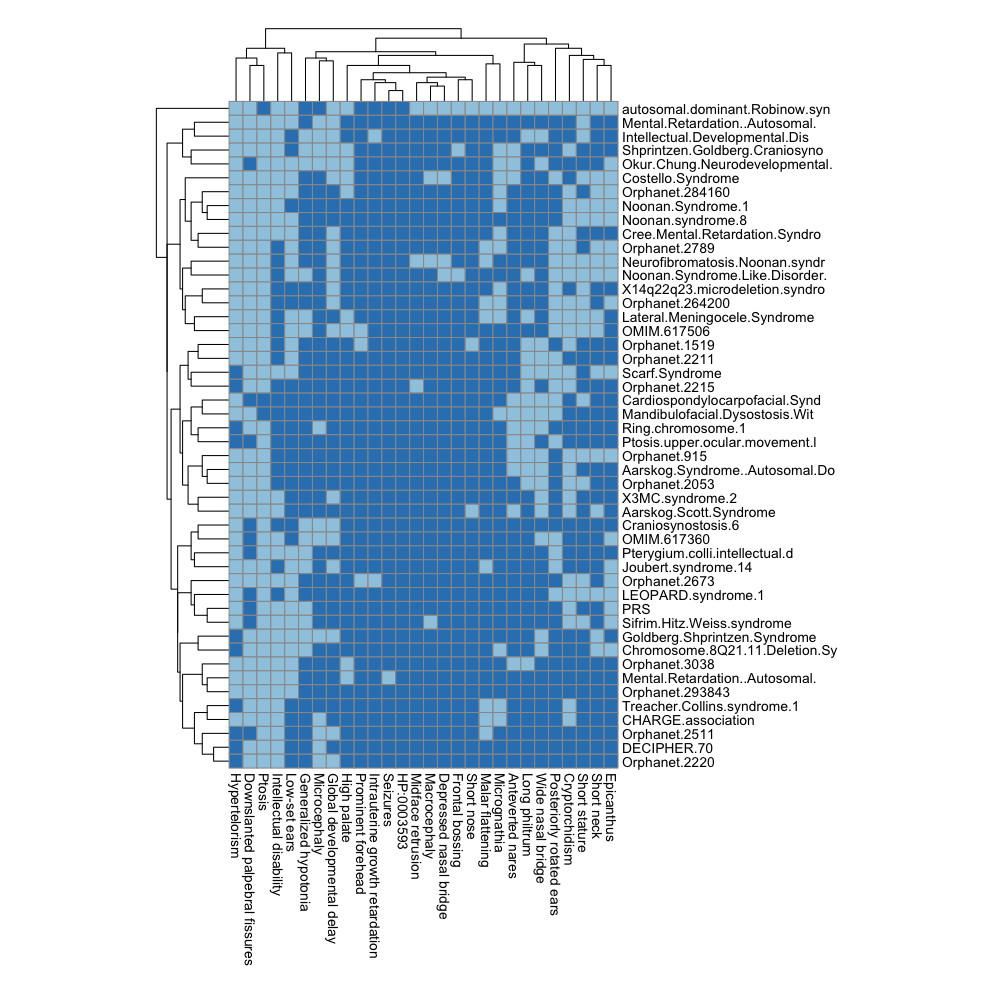 autosomal.dominant.Robinow.syn
Mental.Retardation..Autosomal.
Intellectual.Developmental.Dis
Shprintzen.Goldberg.Craniosyno
Okur.Chung.Neurodevelopmental.
Costello.Syndrome
Orphanet.284160
Noonan.Syndrome.1
Noonan.syndrome.8
Cree.Mental.Retardation.Syndro
Orphanet.2789
Neurofibromatosis.Noonan.syndr
Noonan.Syndrome.Like.Disorder.
X14q22q23.microdeletion.syndro
Orphanet.264200
Lateral.Meningocele.Syndrome
OMIM.617506
Orphanet.1519
Orphanet.2211
Scarf.Syndrome
Orphanet.2215
Cardiospondylocarpofacial.Synd
Mandibulofacial.Dysostosis.Wit
Ring.chromosome.1
Ptosis.upper.ocular.movement.l
Orphanet.915
Aarskog.Syndrome..Autosomal.Do
Orphanet.2053
X3MC.syndrome.2
Aarskog.Scott.Syndrome
Craniosynostosis.6
OMIM.617360
Pterygium.colli.intellectual.d
Joubert.syndrome.14
Orphanet.2673
LEOPARD.syndrome.1
PRS
Sifrim.Hitz.Weiss.syndrome
Goldberg.Shprintzen.Syndrome
Chromosome.8Q21.11.Deletion.Sy
Orphanet.3038
Mental.Retardation..Autosomal.
Orphanet.293843
Treacher.Collins.syndrome.1
CHARGE.association
Orphanet.2511
DECIPHER.70
Orphanet.2220
Hypertelorism
Downslanted palpebral fissures
Ptosis
Intellectual disability
Low-set ears
Generalized hypotonia
Microcephaly
Global developmental delay
High palate
Prominent forehead
Intrauterine growth retardation
Seizures
HP:0003593
Midface retrusion
Macrocephaly
Depressed nasal bridge
Frontal bossing
Short nose
Malar flattening
Micrognathia
Anteverted nares
Long philtrum
Wide nasal bridge
Posteriorly rotated ears
Cryptorchidism
Short stature
Short neck
Epicanthus